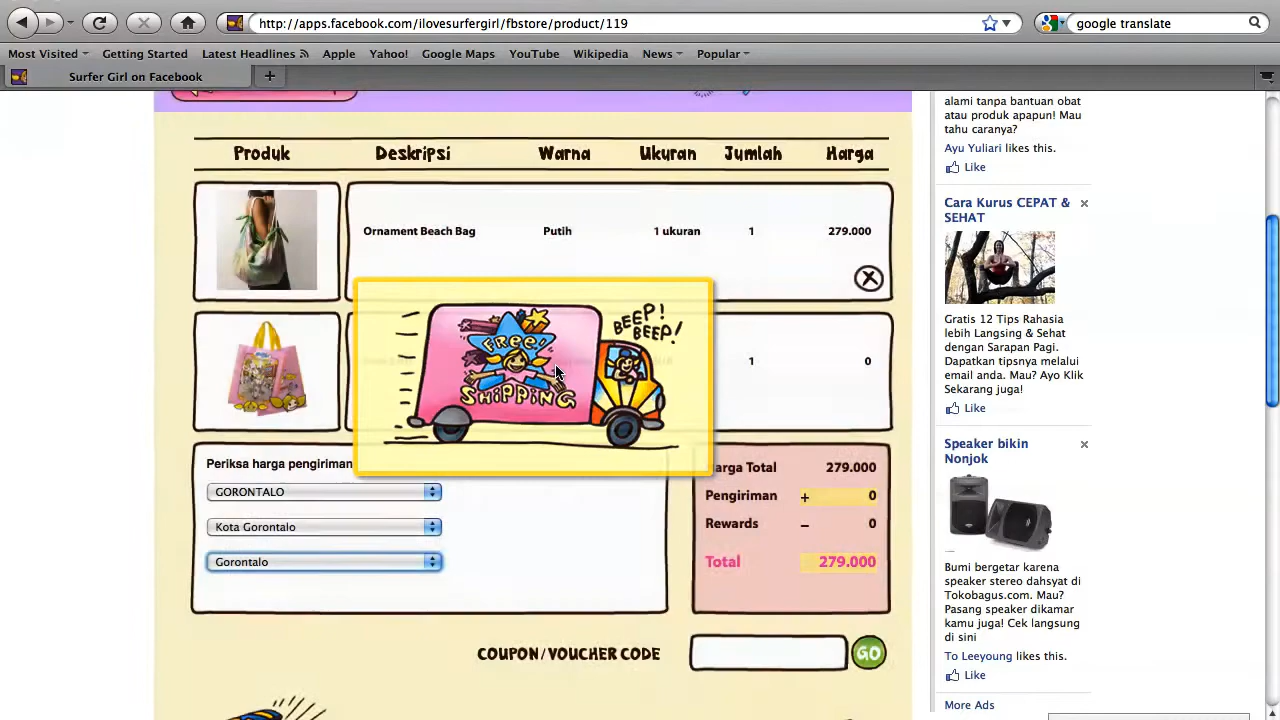 http://apps.facebook.com/ilovesurfergirl/fbstore/product/119
google translate
Most Visited Getting Started Latest Headlines Apple Yahoo! Google Maps YouTube Wikipedia News Popular
Surfer Girl on Facebook
Produk Deskripsi Warna Ukuran Jumlah Harga
Ornament Beach Bag Putih 1 ukuran 1 279.000
FREE!
SHIPPING
BEEP!
BEEP!
1 0
Periksa harga pengiriman
GORONTALO
Kota Gorontalo
Gorontalo
Harga Total 279.000
Pengiriman + 0
Rewards – 0
Total 279.000
COUPON/VOUCHER CODE GO
alami tanpa bantuan obat
atau produk apapun! Mau
tahu caranya?
Ayu Yuliari likes this.
Like
Cara Kurus CEPAT &
SEHAT
Gratis 12 Tips Rahasia
lebih Langsing & Sehat
dengan Sarapan Pagi.
Dapatkan tipsnya melalui
email anda. Mau? Ayo Klik
Sekarang juga!
Like
Speaker bikin
Nonjok
Bumi bergetar karena
speaker stereo dahsyat di
Tokobagus.com. Mau?
Pasang speaker dikamar
kamu juga! Cek langsung
di sini
To Leeyoung likes this.
Like
More Ads